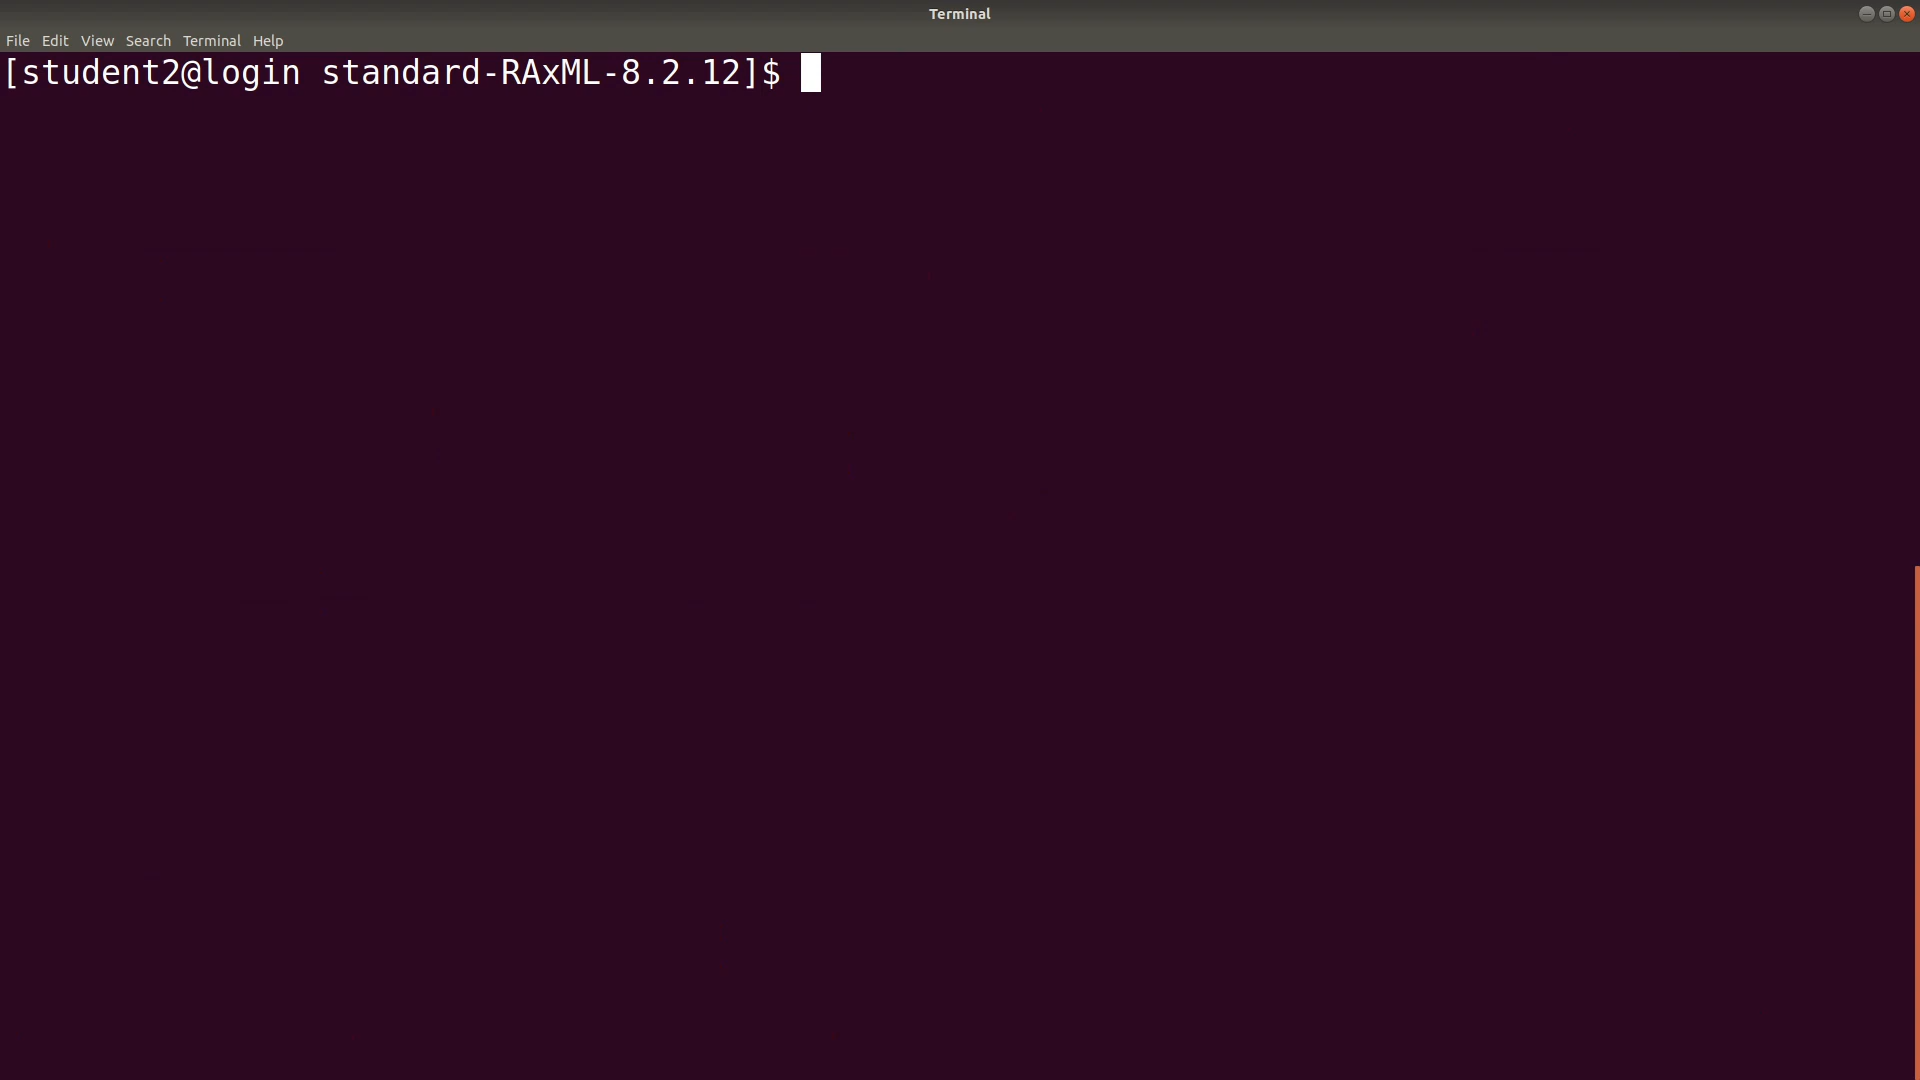 Terminal
File Edit View Search Terminal Help
[student2@login standard-RAxML-8.2.12]$